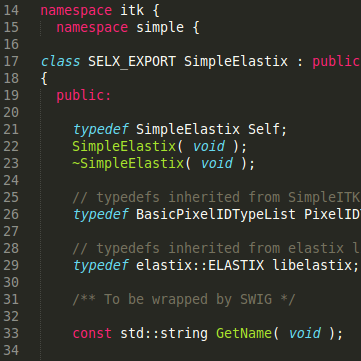 14 namespace itk {
15 namespace simple {
16
17 class SELX_EXPORT SimpleElastix : public
18 {
19 public:
20
21 typedef SimpleElastix Self;
22 SimpleElastix( void );
23 ~SimpleElastix( void );
24
25 // typedefs inherited from SimpleITK
26 typedef BasicPixelIDTypeList PixelID
27
28 // typedefs inherited from elastix l
29 typedef elastix::ELASTIX libelastix;
30
31 /** To be wrapped by SWIG */
32
33 const std::string GetName( void );
34